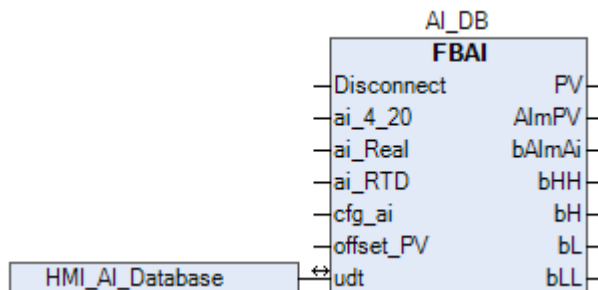 AI_DB
FBAI
Disconnect PV
ai_4_20 AlmPV
ai_Real bAlmAi
ai_RTD bHH
cfg_ai bH
offset_PV bL
HMI_AI_Database udt bLL